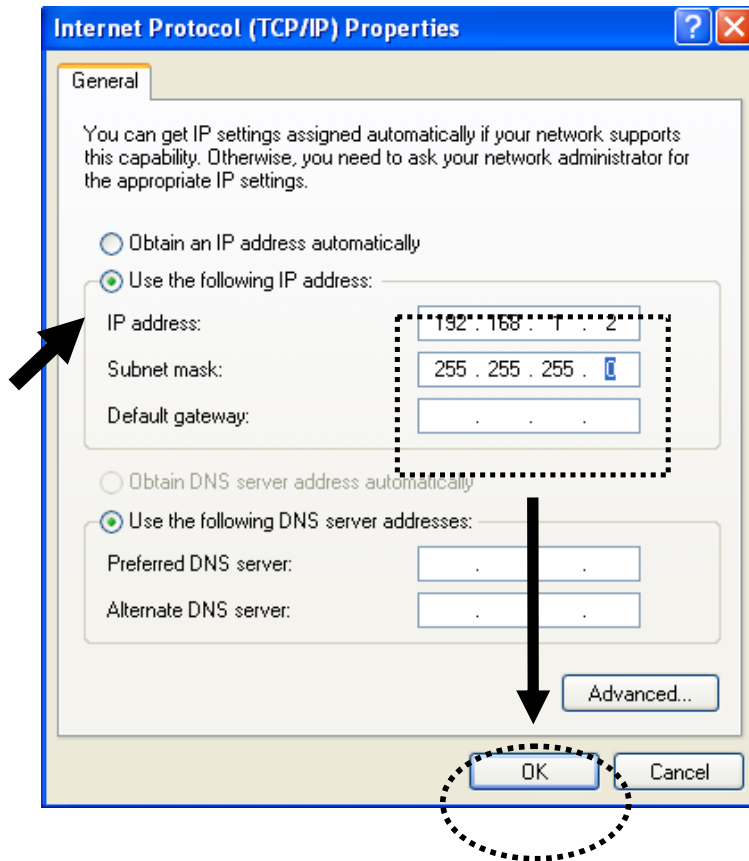 Internet Protocol (TCP/IP) Properties
General
You can get IP settings assigned automatically if your network supports
this capability. Otherwise, you need to ask your network administrator for
the appropriate IP settings.
Obtain an IP address automatically
Use the following IP address:
IP address: 192 . 168 . 1 . 2
Subnet mask: 255 . 255 . 255 . 0
Default gateway: . . .
Obtain DNS server address automatically
Use the following DNS server addresses:
Preferred DNS server: . . .
Alternate DNS server: . . .
Advanced...
OK Cancel